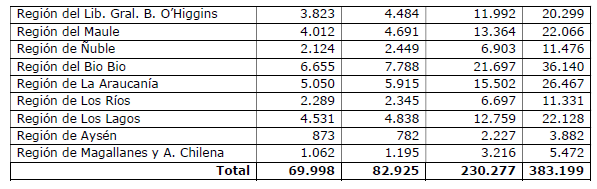 Región del Lib. Gral. B. O’Higgins 3.823 4.484 11.992 20.299
Región del Maule 4.012 4.691 13.364 22.066
Región de Ñuble 2.124 2.449 6.903 11.476
Región del Bio Bio 6.655 7.788 21.697 36.140
Región de La Araucanía 5.050 5.915 15.502 26.467
Región de Los Ríos 2.289 2.345 6.697 11.331
Región de Los Lagos 4.531 4.838 12.759 22.128
Región de Aysén 873 782 2.227 3.882
Región de Magallanes y A. Chilena 1.062 1.195 3.216 5.472
Total 69.998 82.925 230.277 383.199